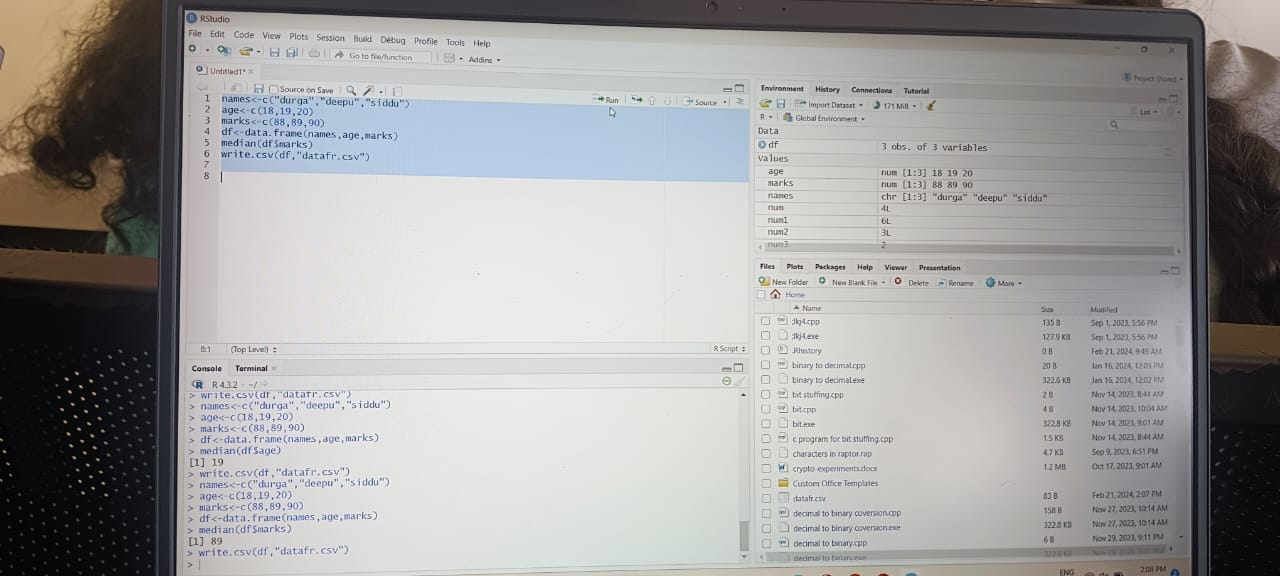 RStudio
File Edit Code View Plots Session Build Debug Profile Tools Help
Go to file/function Addins
Project: (None)
Untitled1*
Source on Save Run Source
1 names<-c("durga","deepu","siddu")
2 age<-c(18,19,20)
3 marks<-c(88,89,90)
4 df<-data.frame(names,age,marks)
5 median(df$marks)
6 write.csv(df,"datafr.csv")
7
8
8:1 (Top Level) R Script
Console Terminal
R 4.3.2 · ~/
> write.csv(df,"datafr.csv")
> names<-c("durga","deepu","siddu")
> age<-c(18,19,20)
> marks<-c(88,89,90)
> df<-data.frame(names,age,marks)
> median(df$age)
[1] 19
> write.csv(df,"datafr.csv")
> names<-c("durga","deepu","siddu")
> age<-c(18,19,20)
> marks<-c(88,89,90)
> df<-data.frame(names,age,marks)
> median(df$marks)
[1] 89
> write.csv(df,"datafr.csv")
>
Environment History Connections Tutorial
Import Dataset 171 MiB List
R Global Environment
Data
df 3 obs. of 3 variables
Values
age num [1:3] 18 19 20
marks num [1:3] 88 89 90
names chr [1:3] "durga" "deepu" "siddu"
num 4L
num1 6L
num2 3L
num3 2
Files Plots Packages Help Viewer Presentation
New Folder New Blank File Delete Rename More
Home
Name Size Modified
;lkj4.cpp 135 B Sep 1, 2023, 5:56 PM
;lkj4.exe 127.9 KB Sep 1, 2023, 5:56 PM
.Rhistory 0 B Feb 21, 2024, 9:49 AM
binary to decimal.cpp 20 B Jan 16, 2024, 12:03 PM
binary to decimal.exe 322.6 KB Jan 16, 2024, 12:02 PM
bit stuffing.cpp 2 B Nov 14, 2023, 8:44 AM
bit.cpp 4 B Nov 14, 2023, 10:04 AM
bit.exe 322.8 KB Nov 14, 2023, 9:01 AM
c program for bit stuffing.cpp 1.5 KB Nov 14, 2023, 8:44 AM
characters in raptor.rap 4.7 KB Sep 9, 2023, 6:31 PM
crypto-experiments.docx 1.2 MB Oct 17, 2023, 9:01 AM
Custom Office Templates
datafr.csv 83 B Feb 21, 2024, 2:07 PM
decimal to binary coversion.cpp 158 B Nov 27, 2023, 10:14 AM
decimal to binary coversion.exe 322.8 KB Nov 27, 2023, 10:14 AM
decimal to binary.cpp 6 B Nov 29, 2023, 9:11 PM
decimal to binary.exe
ENG 2:08 PM